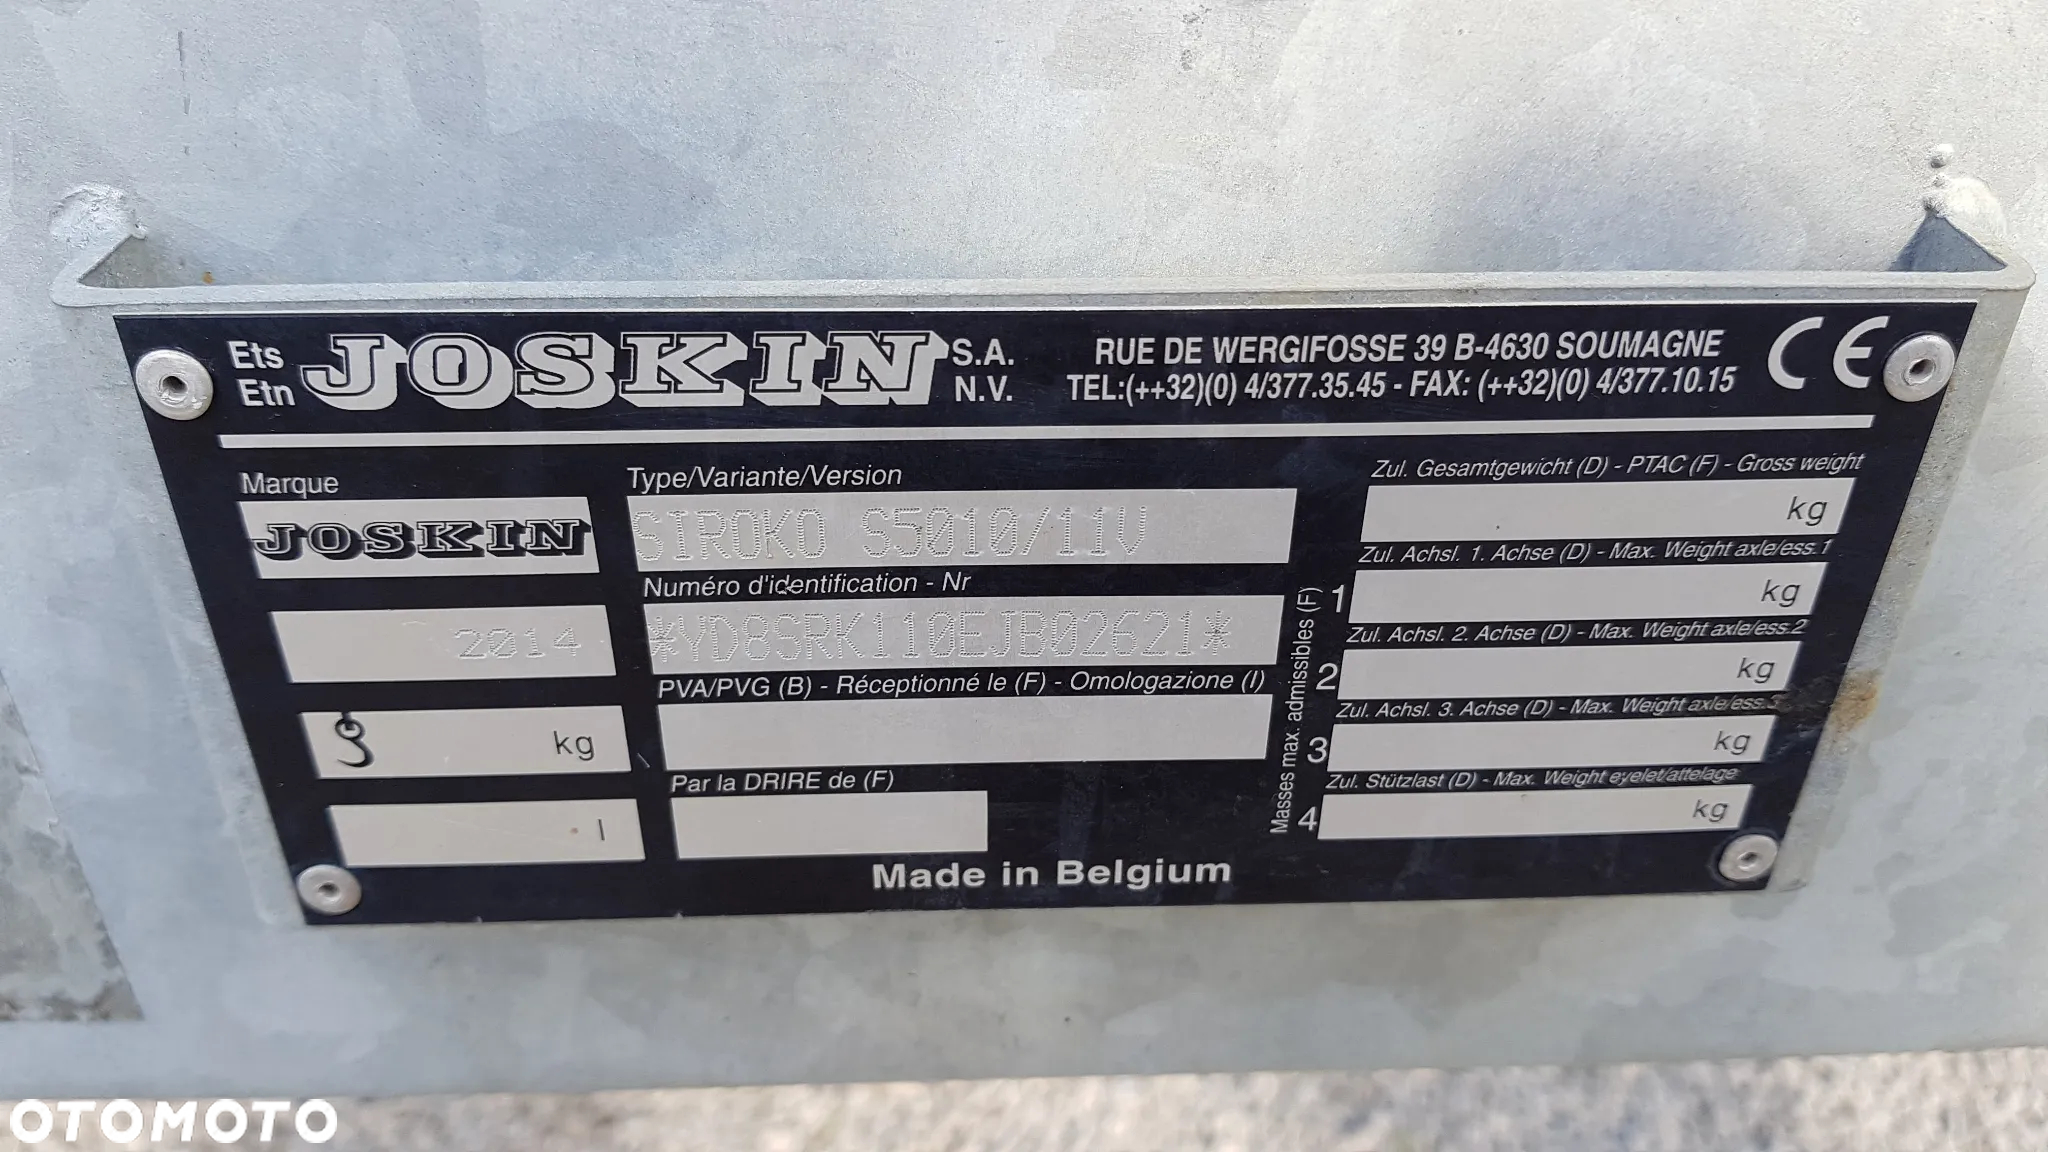 Ets JOSKIN S.A.
Etn N.V.
RUE DE WERGIFOSSE 39 B-4630 SOUMAGNE
TEL:(++32)(0) 4/377.35.45 - FAX: (++32)(0) 4/377.10.15
CE
Marque
JOSKIN
2014
kg
l
Type/Variante/Version
SIROKO S5010/11V
Numéro d'identification - Nr
*YD8SRK110EJB02621*
PVA/PVG (B) - Réceptionné le (F) - Omologazione (I)
Par la DRIRE de (F)
Made in Belgium
Masses max. admissibles (F)
Zul. Gesamtgewicht (D) - PTAC (F) - Gross weight
kg
Zul. Achsl. 1. Achse (D) - Max. Weight axle/ess.1
1 kg
Zul. Achsl. 2. Achse (D) - Max. Weight axle/ess.2
2 kg
Zul. Achsl. 3. Achse (D) - Max. Weight axle/ess.3
3 kg
Zul. Stützlast (D) - Max. Weight eyelet/attelage
4 kg
OTOMOTO